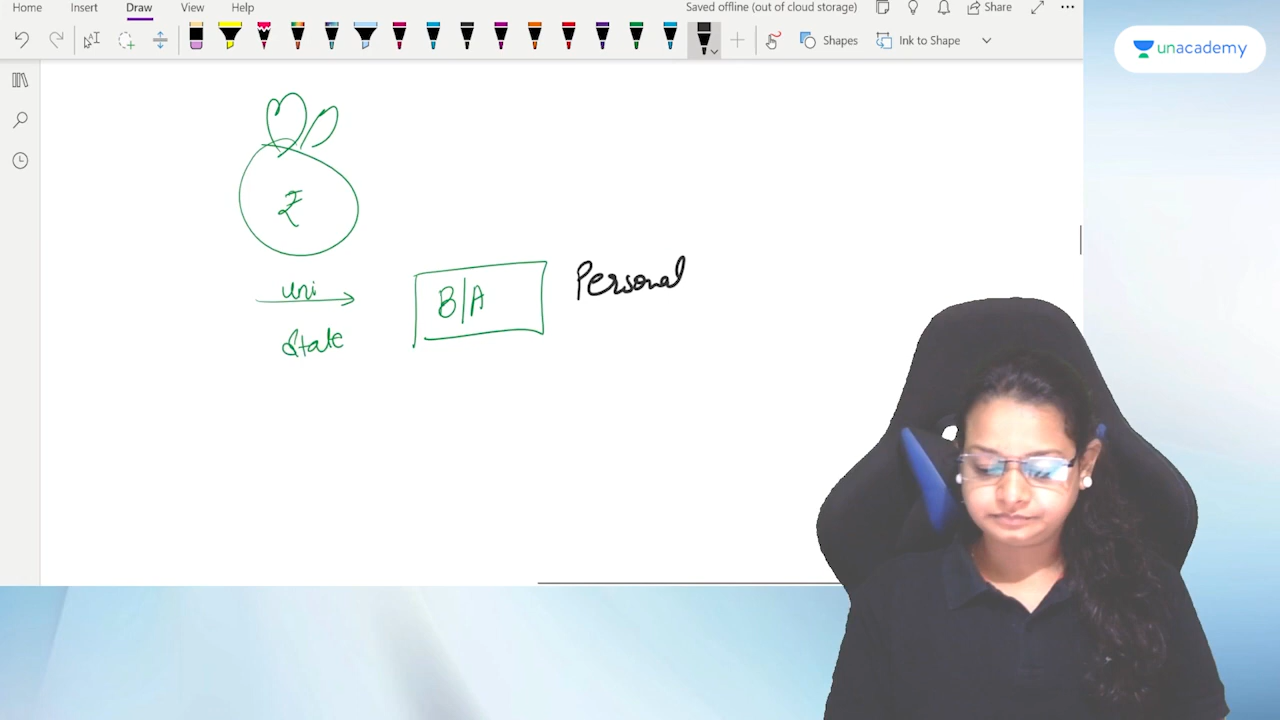 Home Insert Draw View Help
Saved offline (out of cloud storage)
Share
Shapes
Ink to Shape
unacademy
₹
uni
State
B|A
Personal